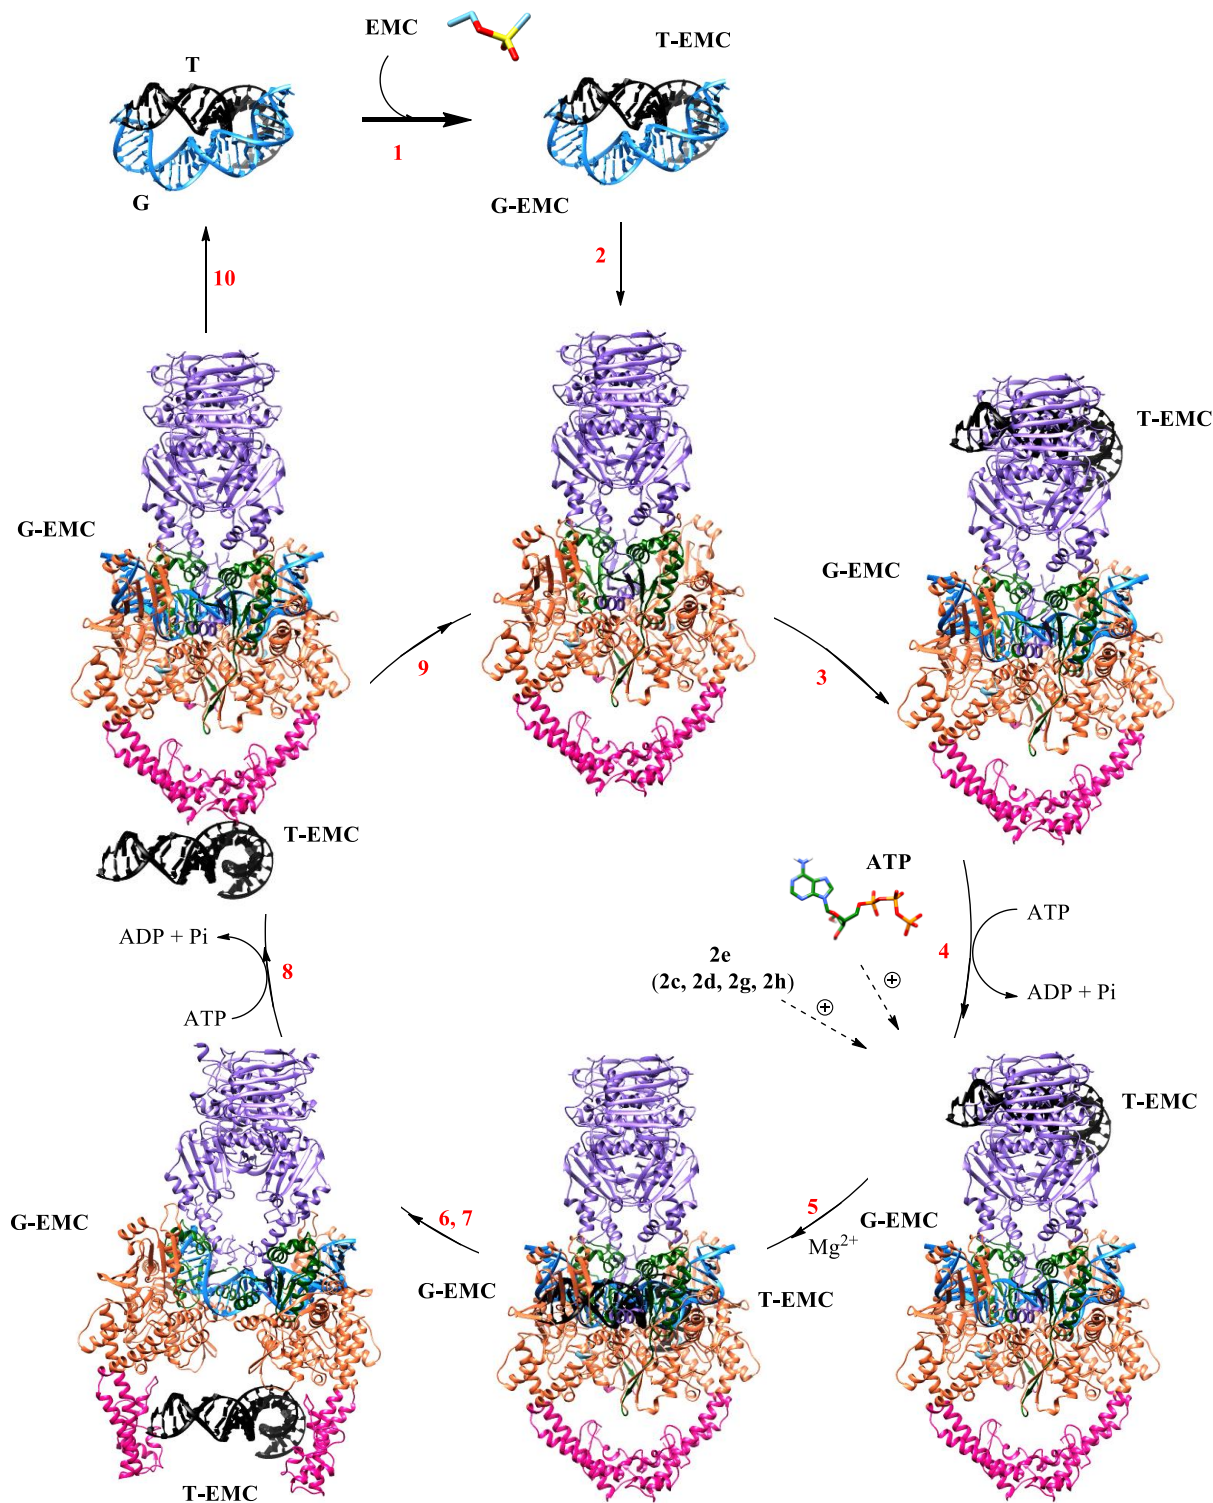 EMC
T-EMC
T
1
G
G-EMC
2
10
T-EMC
G-EMC
G-EMC
9
3
T-EMC
ATP
ATP
4
ADP + Pi
8
2e
(2c, 2d, 2g, 2h)
ADP + Pi
ATP
T-EMC
G-EMC
6, 7
5
G-EMC
Mg²⁺
G-EMC
T-EMC
T-EMC